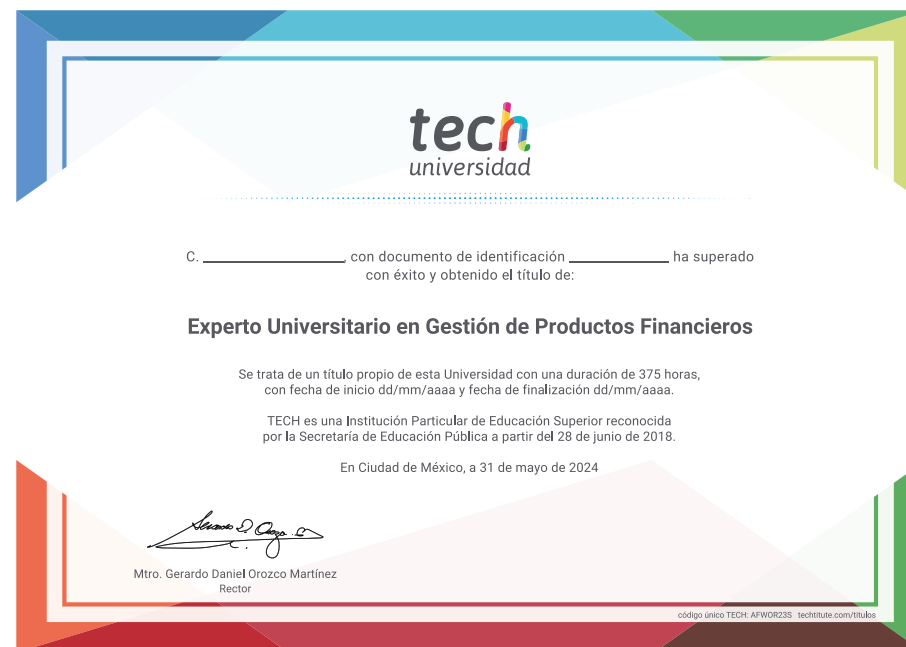 tech
universidad
C. ____________, con documento de identificación ____________ ha superado
con éxito y obtenido el título de:
Experto Universitario en Gestión de Productos Financieros
Se trata de un título propio de esta Universidad con una duración de 375 horas,
con fecha de inicio dd/mm/aaaa y fecha de finalización dd/mm/aaaa.
TECH es una Institución Particular de Educación Superior reconocida
por la Secretaría de Educación Pública a partir del 28 de junio de 2018.
En Ciudad de México, a 31 de mayo de 2024
Mtro. Gerardo Daniel Orozco Martínez
Rector
código único TECH: AFWOR23S techtitute.com/titulos